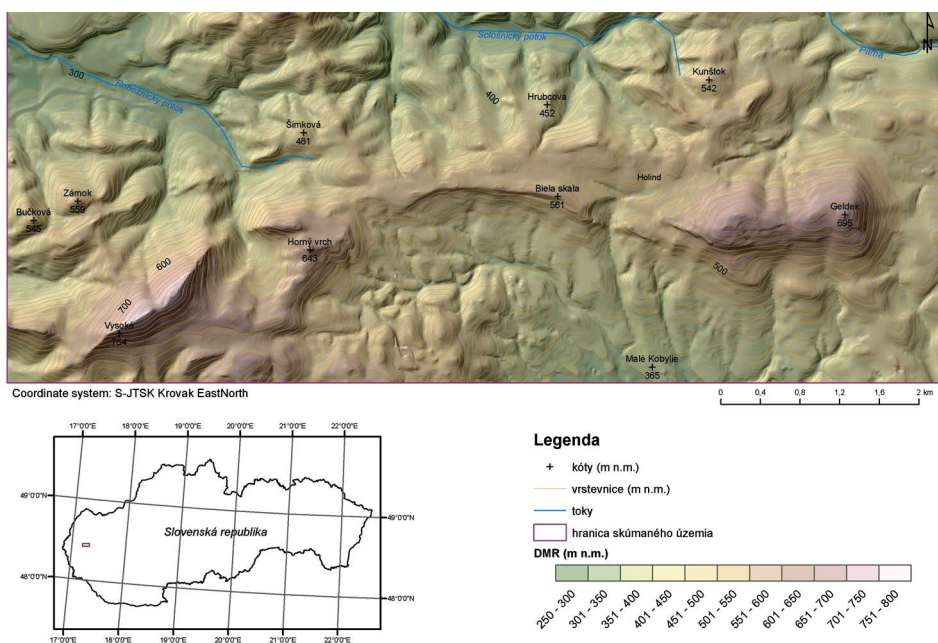 Sološnický potok
Parná
N
300
Rohožnícky potok
Kunštok
542
400
Hrubcova
452
Šimková
481
Holind
Biela skala
561
Zámok
559
Bučková
545
Geldek
695
Horný vrch
643
600
500
700
Vysoká
754
Malé Kobylie
365
Coordinate system: S-JTSK Krovak EastNorth
0 0,4 0,8 1,2 1,6 2 km
17°0'0"E 18°0'0"E 19°0'0"E 20°0'0"E 21°0'0"E 22°0'0"E
49°0'0"N
49°0'0"N
Slovenská republika
48°0'0"N
48°0'0"N
17°0'0"E 18°0'0"E 19°0'0"E 20°0'0"E 21°0'0"E 22°0'0"E
Legenda
kóty (m n.m.)
vrstevnice (m n.m.)
toky
hranica skúmaného územia
DMR (m n.m.)
250 - 300
301 - 350
351 - 400
401 - 450
451 - 500
501 - 550
551 - 600
601 - 650
651 - 700
701 - 750
751 - 800